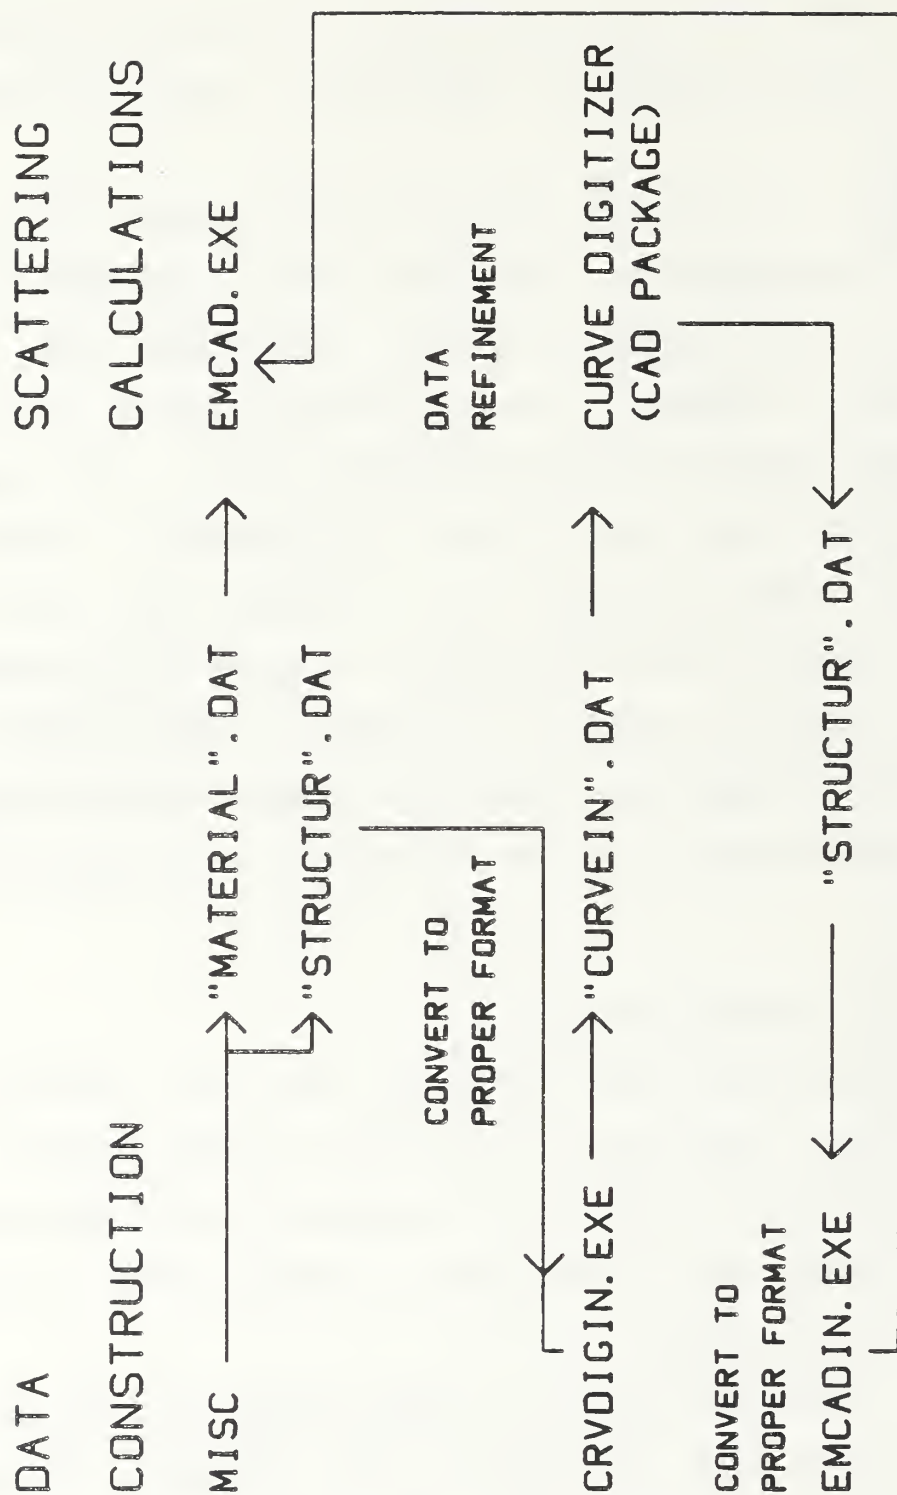 DATA
CONSTRUCTION
SCATTERING
CALCULATIONS
MISC
"MATERIAL".DAT
EMCAD.EXE
"STRUCTUR".DAT
CONVERT TO
PROPER FORMAT
DATA
REFINEMENT
CRVDIGIN.EXE
"CURVEIN".DAT
CURVE DIGITIZER
(CAD PACKAGE)
CONVERT TO
PROPER FORMAT
EMCADIN.EXE
"STRUCTUR".DAT